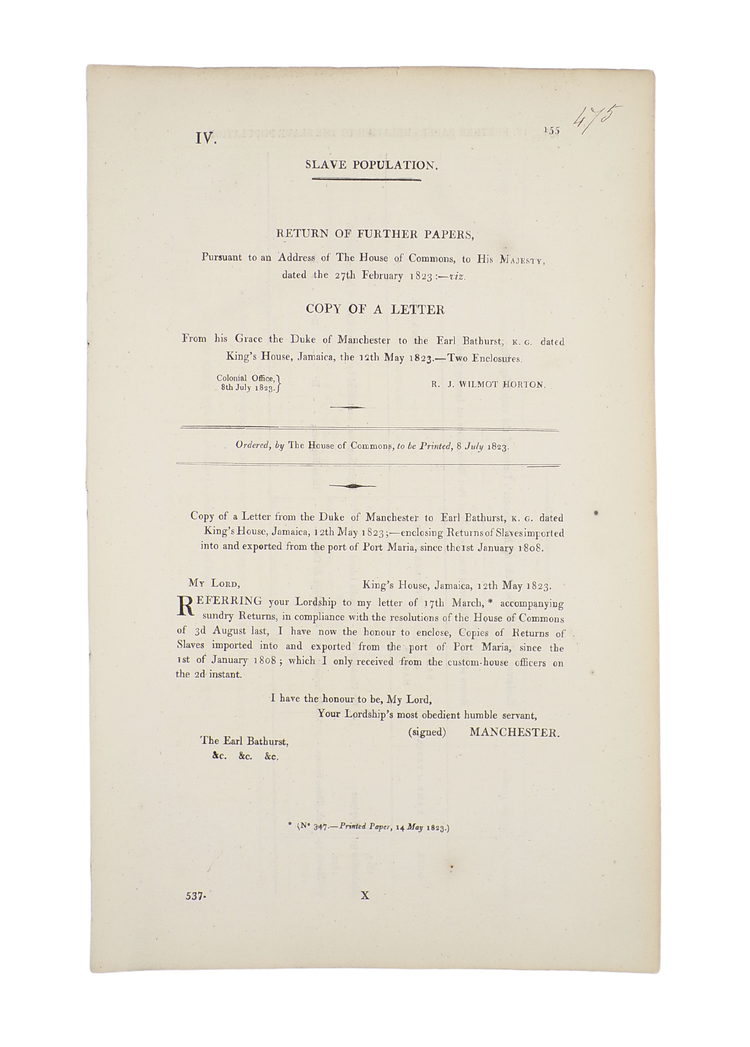 IV.
155
475
SLAVE POPULATION.
RETURN OF FURTHER PAPERS,
Pursuant to an Address of The House of Commons, to His MAJESTY,
dated the 27th February 1823:—viz.
COPY OF A LETTER
From his Grace the Duke of Manchester to the Earl Bathurst, K. G. dated
King's House, Jamaica, the 12th May 1823.—Two Enclosures.
Colonial Office,}
8th July 1823.}
R. J. WILMOT HORTON.
Ordered, by The House of Commons, to be Printed, 8 July 1823.
Copy of a Letter from the Duke of Manchester to Earl Bathurst, K. G. dated
King's House, Jamaica, 12th May 1823;—enclosing Returns of Slaves imported
into and exported from the port of Port Maria, since the 1st January 1808.
MY LORD, King's House, Jamaica, 12th May 1823.
REFERRING your Lordship to my letter of 17th March,* accompanying
sundry Returns, in compliance with the resolutions of the House of Commons
of 3d August last, I have now the honour to enclose, Copies of Returns of
Slaves imported into and exported from the port of Port Maria, since the
1st of January 1808; which I only received from the custom-house officers on
the 2d instant.
I have the honour to be, My Lord,
Your Lordship's most obedient humble servant,
(signed) MANCHESTER.
The Earl Bathurst,
&c. &c. &c.
* (N° 347.—Printed Paper, 14 May 1823.)
537.
X